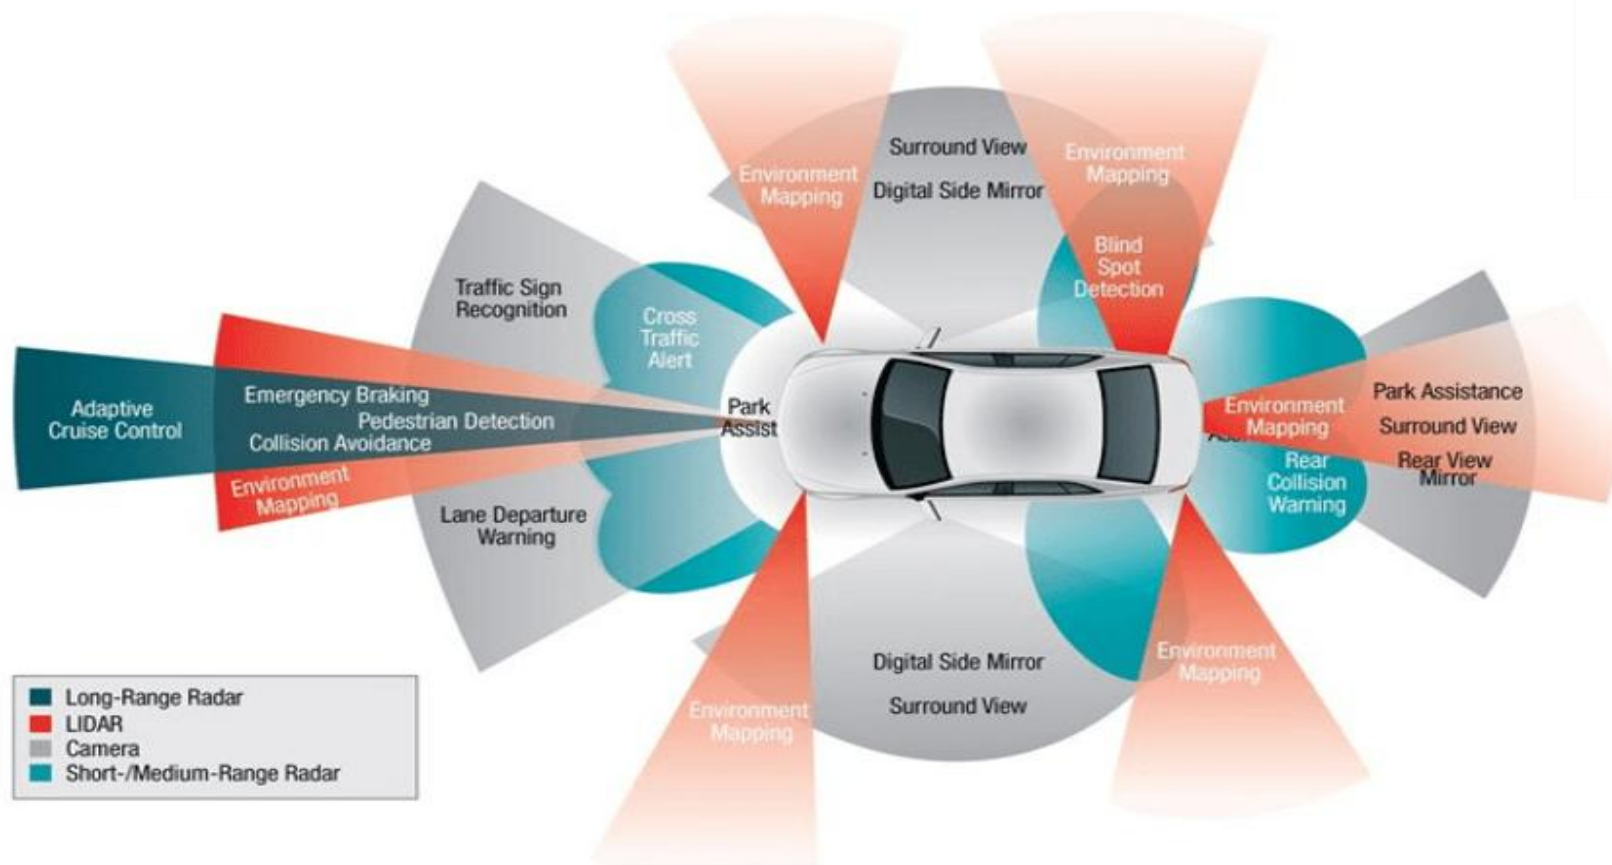 Surround View
Digital Side Mirror
Environment
Mapping
Environment
Mapping
Blind
Spot
Detection
Traffic Sign
Recognition
Cross
Traffic
Alert
Adaptive
Cruise Control
Emergency Braking
Pedestrian Detection
Collision Avoidance
Environment
Mapping
Park
Assist
Lane Departure
Warning
Environment
Mapping
Rear
Collision
Warning
Park Assistance
Surround View
Rear View
Mirror
Digital Side Mirror
Surround View
Environment
Mapping
Environment
Mapping
Long-Range Radar
LIDAR
Camera
Short-/Medium-Range Radar